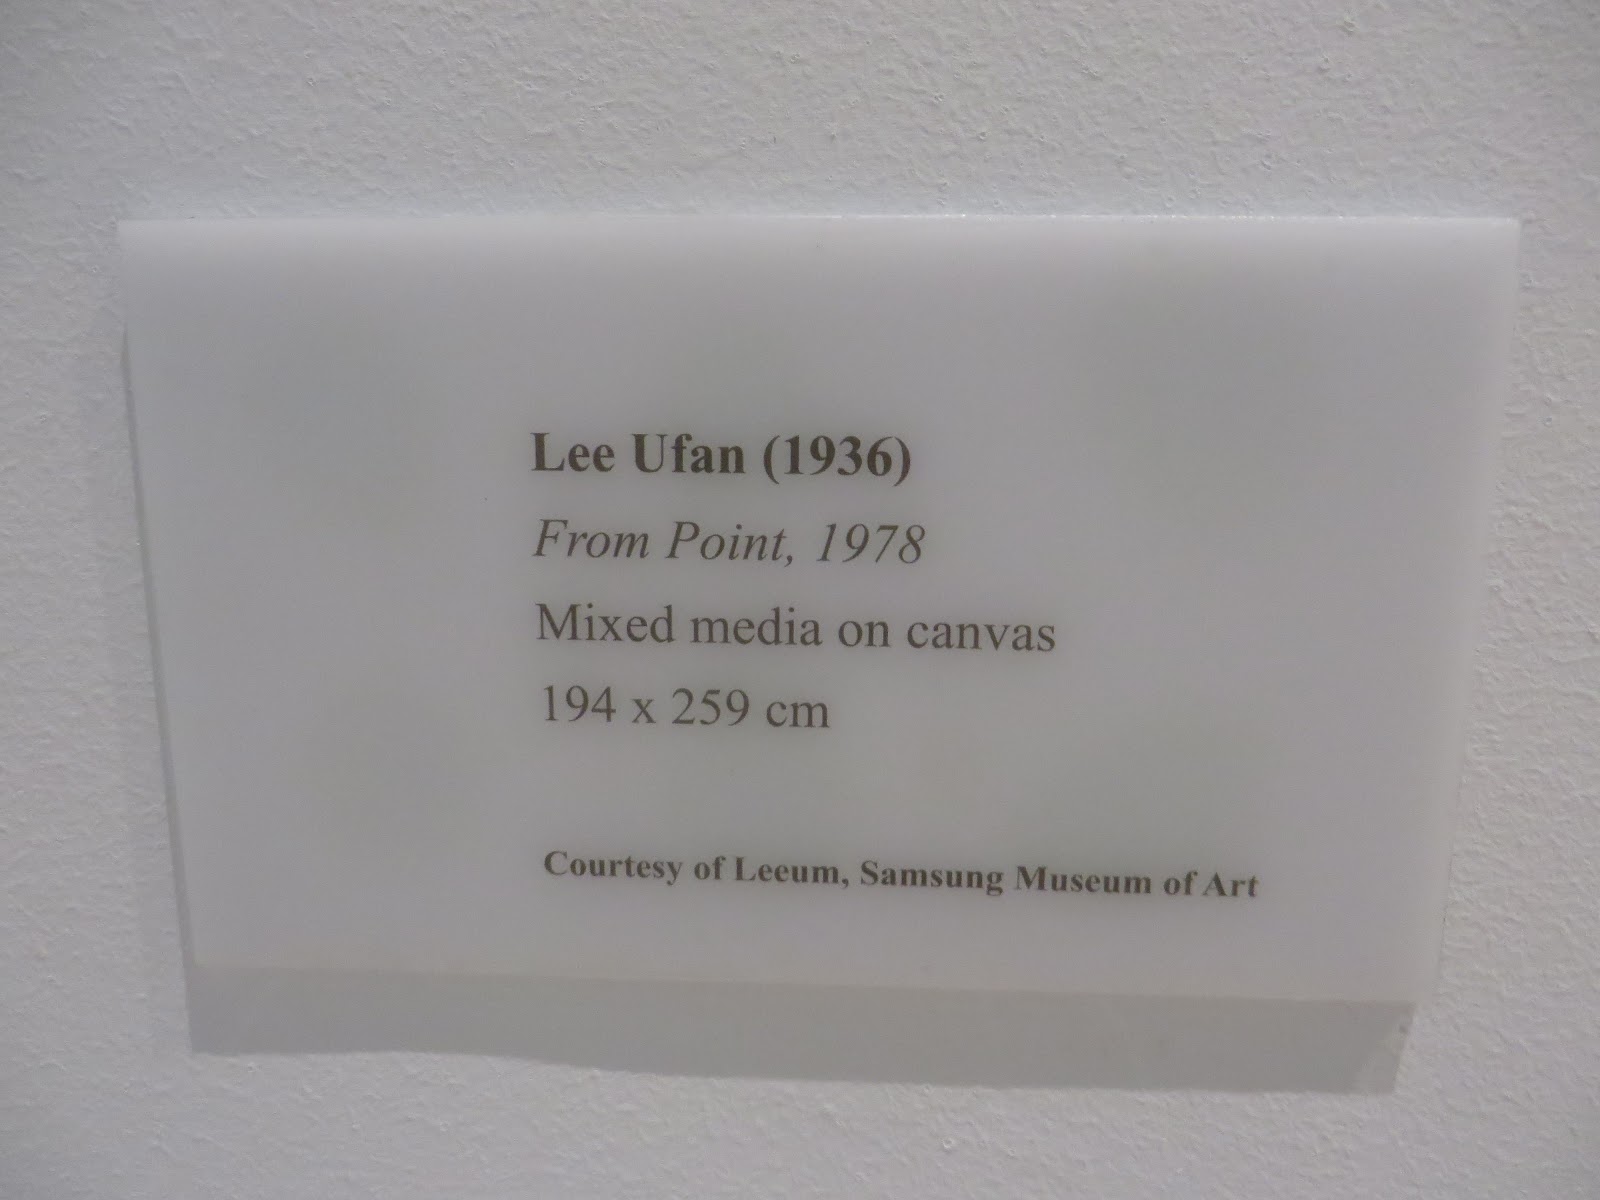 Lee Ufan (1936)
From Point, 1978
Mixed media on canvas
194 x 259 cm
Courtesy of Leeum, Samsung Museum of Art